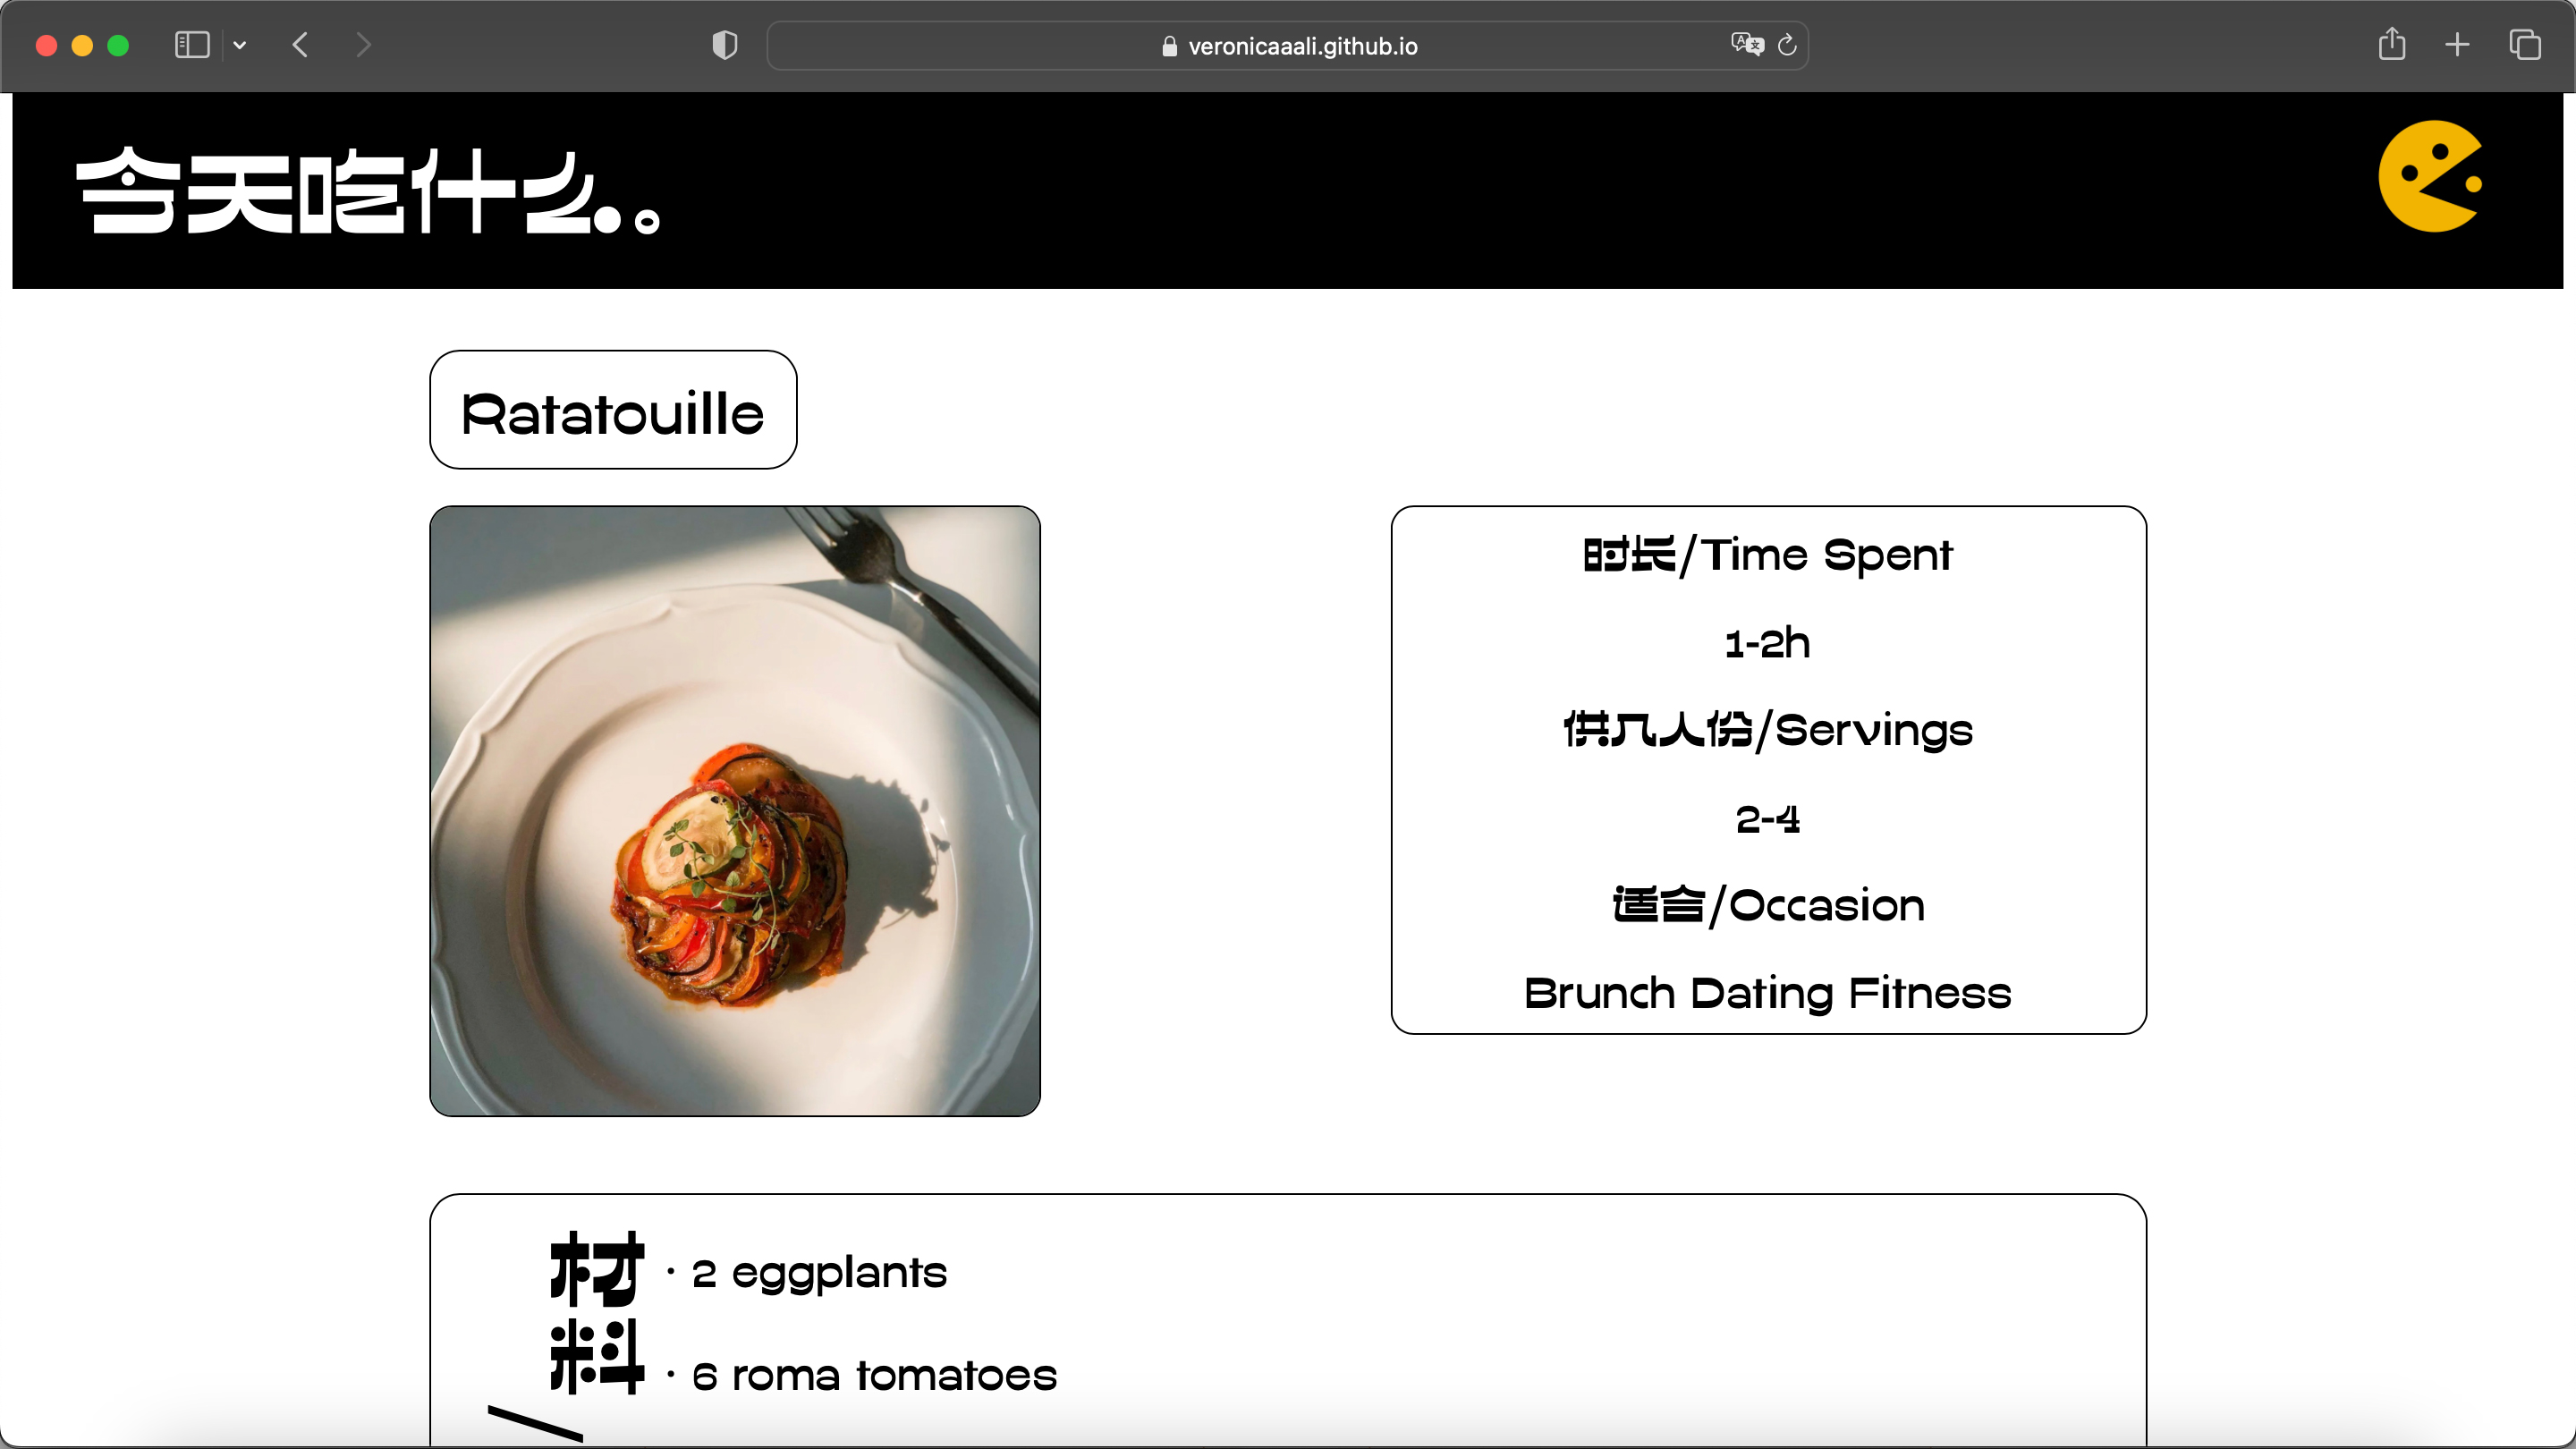 veronicaaali.github.io
今天吃什么。
Ratatouille
时长/Time Spent
1-2h
供几人份/Servings
2-4
适合/Occasion
Brunch Dating Fitness
材料/
· 2 eggplants
· 6 roma tomatoes